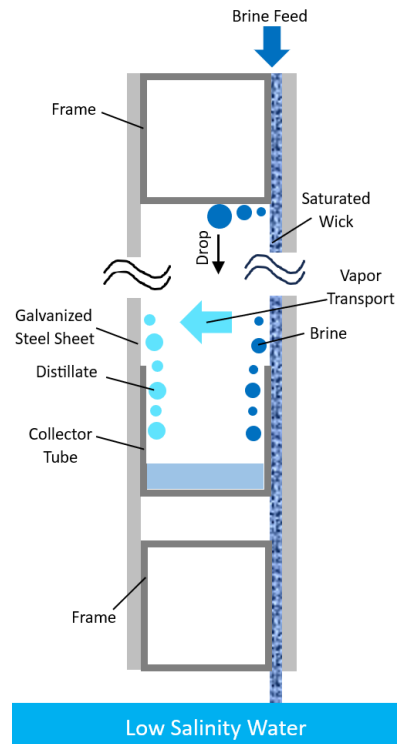 Brine Feed
Frame
Saturated
Wick
Drop
Vapor
Transport
Galvanized
Steel Sheet
Brine
Distillate
Collector
Tube
Frame
Low Salinity Water